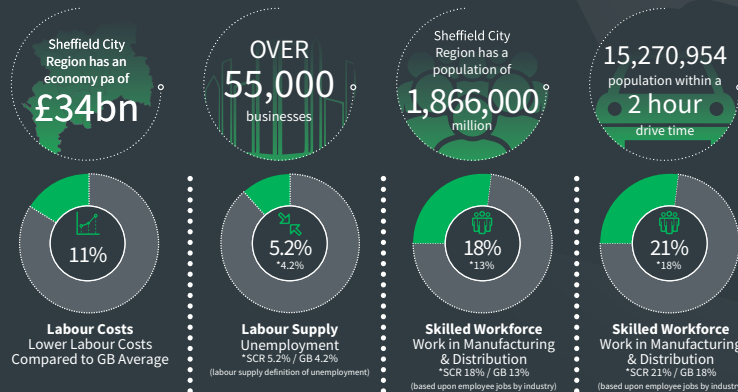 Sheffield City
Region has an
economy pa of
£34bn
OVER
55,000
businesses
Sheffield City
Region has a
population of
1,866,000
million
15,270,954
population within a
2 hour
drive time
11%
Labour Costs
Lower Labour Costs
Compared to GB Average
5.2%
*4.2%
Labour Supply
Unemployment
*SCR 5.2% / GB 4.2%
(labour supply definition of unemployment)
18%
*13%
Skilled Workforce
Work in Manufacturing
& Distribution
*SCR 18% / GB 13%
(based upon employee jobs by industry)
21%
*18%
Skilled Workforce
Work in Manufacturing
& Distribution
*SCR 21% / GB 18%
(based upon employee jobs by industry